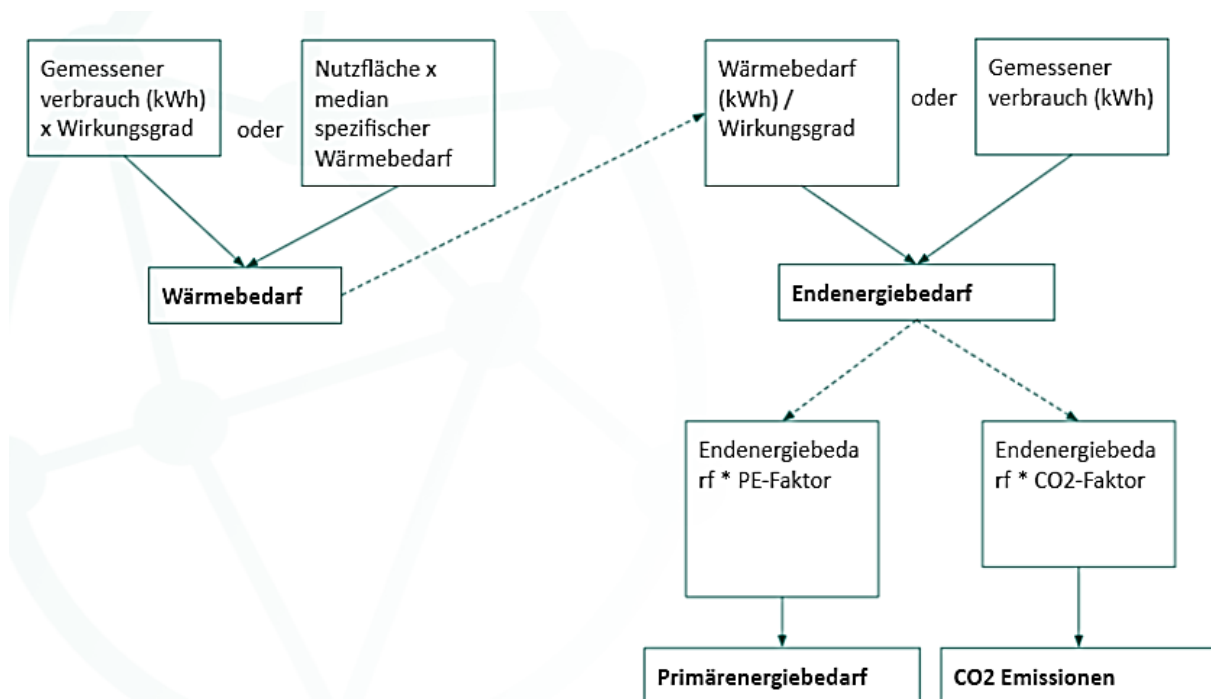 Gemessener
verbrauch (kWh)
x Wirkungsgrad
oder
Nutzfläche x
median
spezifischer
Wärmebedarf
Wärmebedarf
(kWh) /
Wirkungsgrad
oder
Gemessener
verbrauch (kWh)
Wärmebedarf
Endenergiebedarf
Endenergiebeda
rf * PE-Faktor
Endenergiebeda
rf * CO2-Faktor
Primärenergiebedarf
CO2 Emissionen